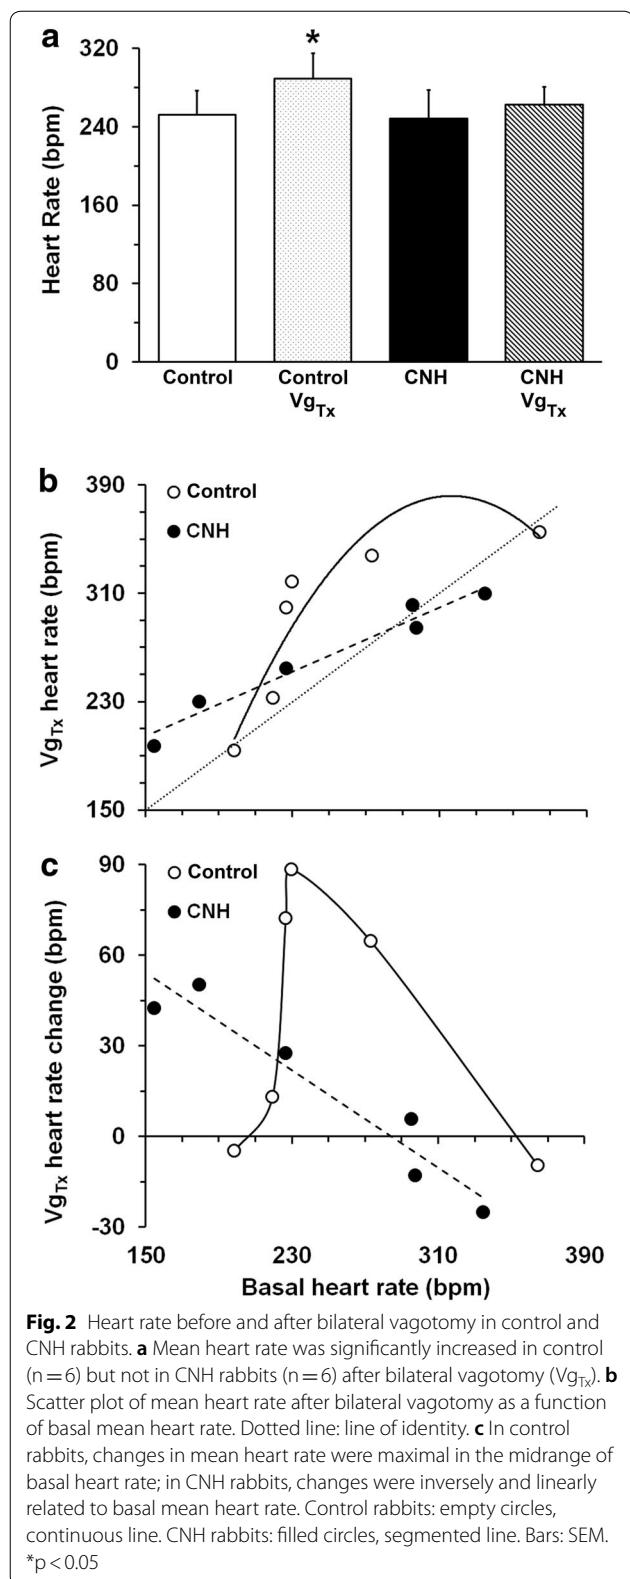 a
*
Heart Rate (bpm)
320
240
160
80
0
Control
Control
VgTx
CNH
CNH
VgTx
b
VgTx heart rate (bpm)
390
310
230
150
Control
CNH
c
VgTx heart rate change (bpm)
90
60
30
0
-30
Control
CNH
150 230 310 390
Basal heart rate (bpm)
Fig. 2 Heart rate before and after bilateral vagotomy in control and
CNH rabbits. a Mean heart rate was significantly increased in control
(n = 6) but not in CNH rabbits (n = 6) after bilateral vagotomy (VgTx). b
Scatter plot of mean heart rate after bilateral vagotomy as a function
of basal mean heart rate. Dotted line: line of identity. c In control
rabbits, changes in mean heart rate were maximal in the midrange of
basal heart rate; in CNH rabbits, changes were inversely and linearly
related to basal mean heart rate. Control rabbits: empty circles,
continuous line. CNH rabbits: filled circles, segmented line. Bars: SEM.
*p < 0.05